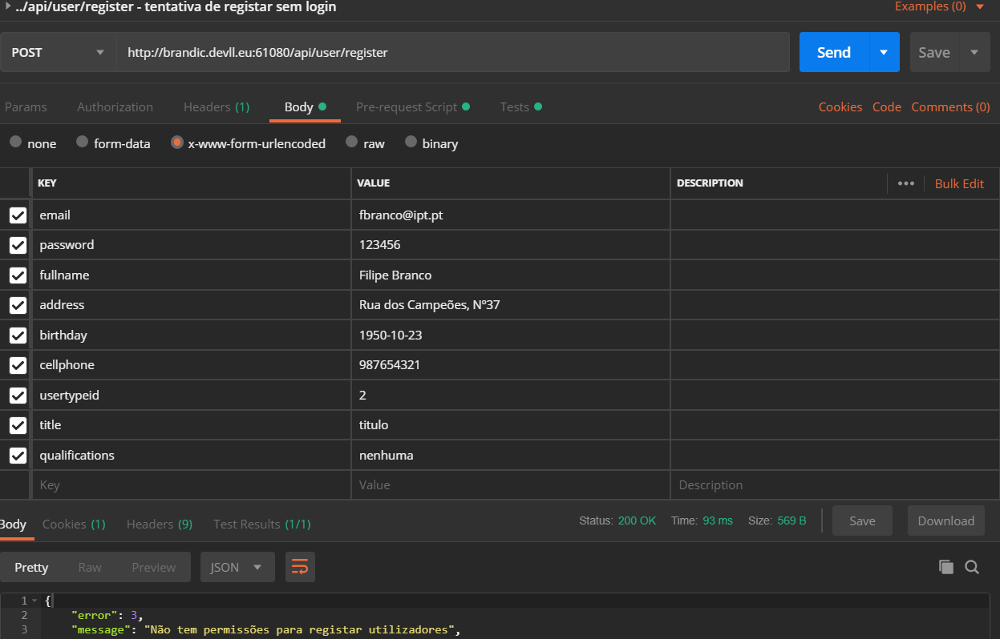 ../api/user/register - tentativa de registar sem login
Examples (0)
POST
http://brandic.devll.eu:61080/api/user/register
Send
Save
Params
Authorization
Headers (1)
Body
Pre-request Script
Tests
Cookies
Code
Comments (0)
none
form-data
x-www-form-urlencoded
raw
binary
KEY VALUE DESCRIPTION
Bulk Edit
email fbranco@ipt.pt
password 123456
fullname Filipe Branco
address Rua dos Campeões, Nº37
birthday 1950-10-23
cellphone 987654321
usertypeid 2
title titulo
qualifications nenhuma
Key Value Description
Body
Cookies (1)
Headers (9)
Test Results (1/1)
Status: 200 OK
Time: 93 ms
Size: 569 B
Save
Download
Pretty
Raw
Preview
JSON
1 {
2 "error": 3,
3 "message": "Não tem permissões para registar utilizadores",